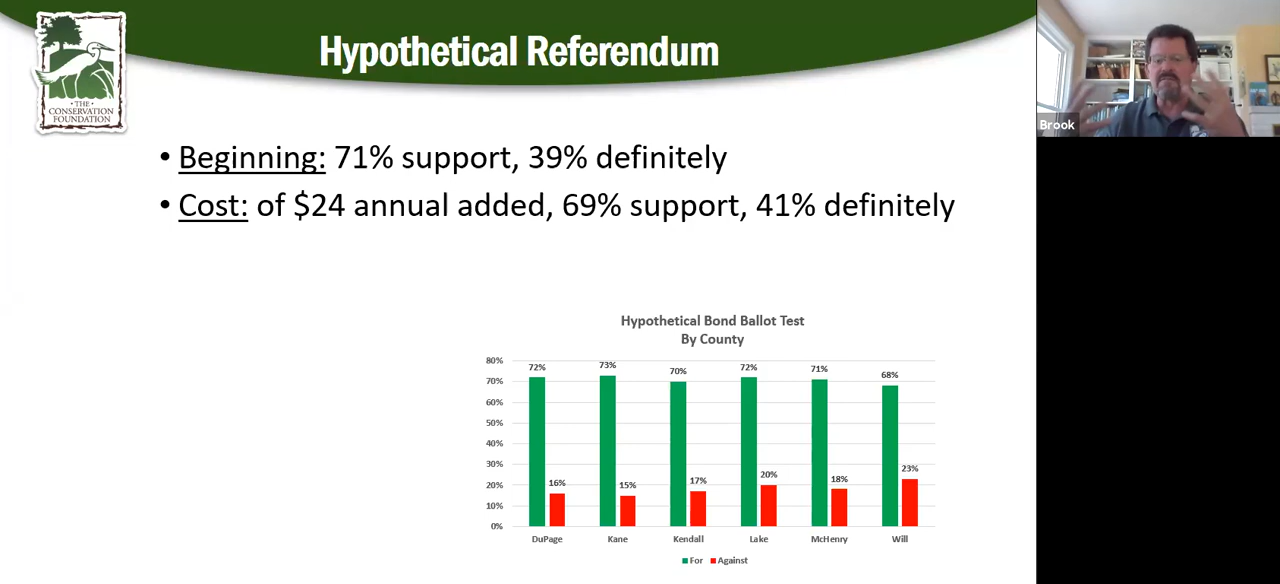 Hypothetical Referendum
THE
CONSERVATION
FOUNDATION
Brook
• Beginning: 71% support, 39% definitely
• Cost: of $24 annual added, 69% support, 41% definitely
Hypothetical Bond Ballot Test
By County
80%
70%
60%
50%
40%
30%
20%
10%
0%
72% 73% 70% 72% 71% 68%
16% 15% 17% 20% 18% 23%
DuPage Kane Kendall Lake McHenry Will
For Against